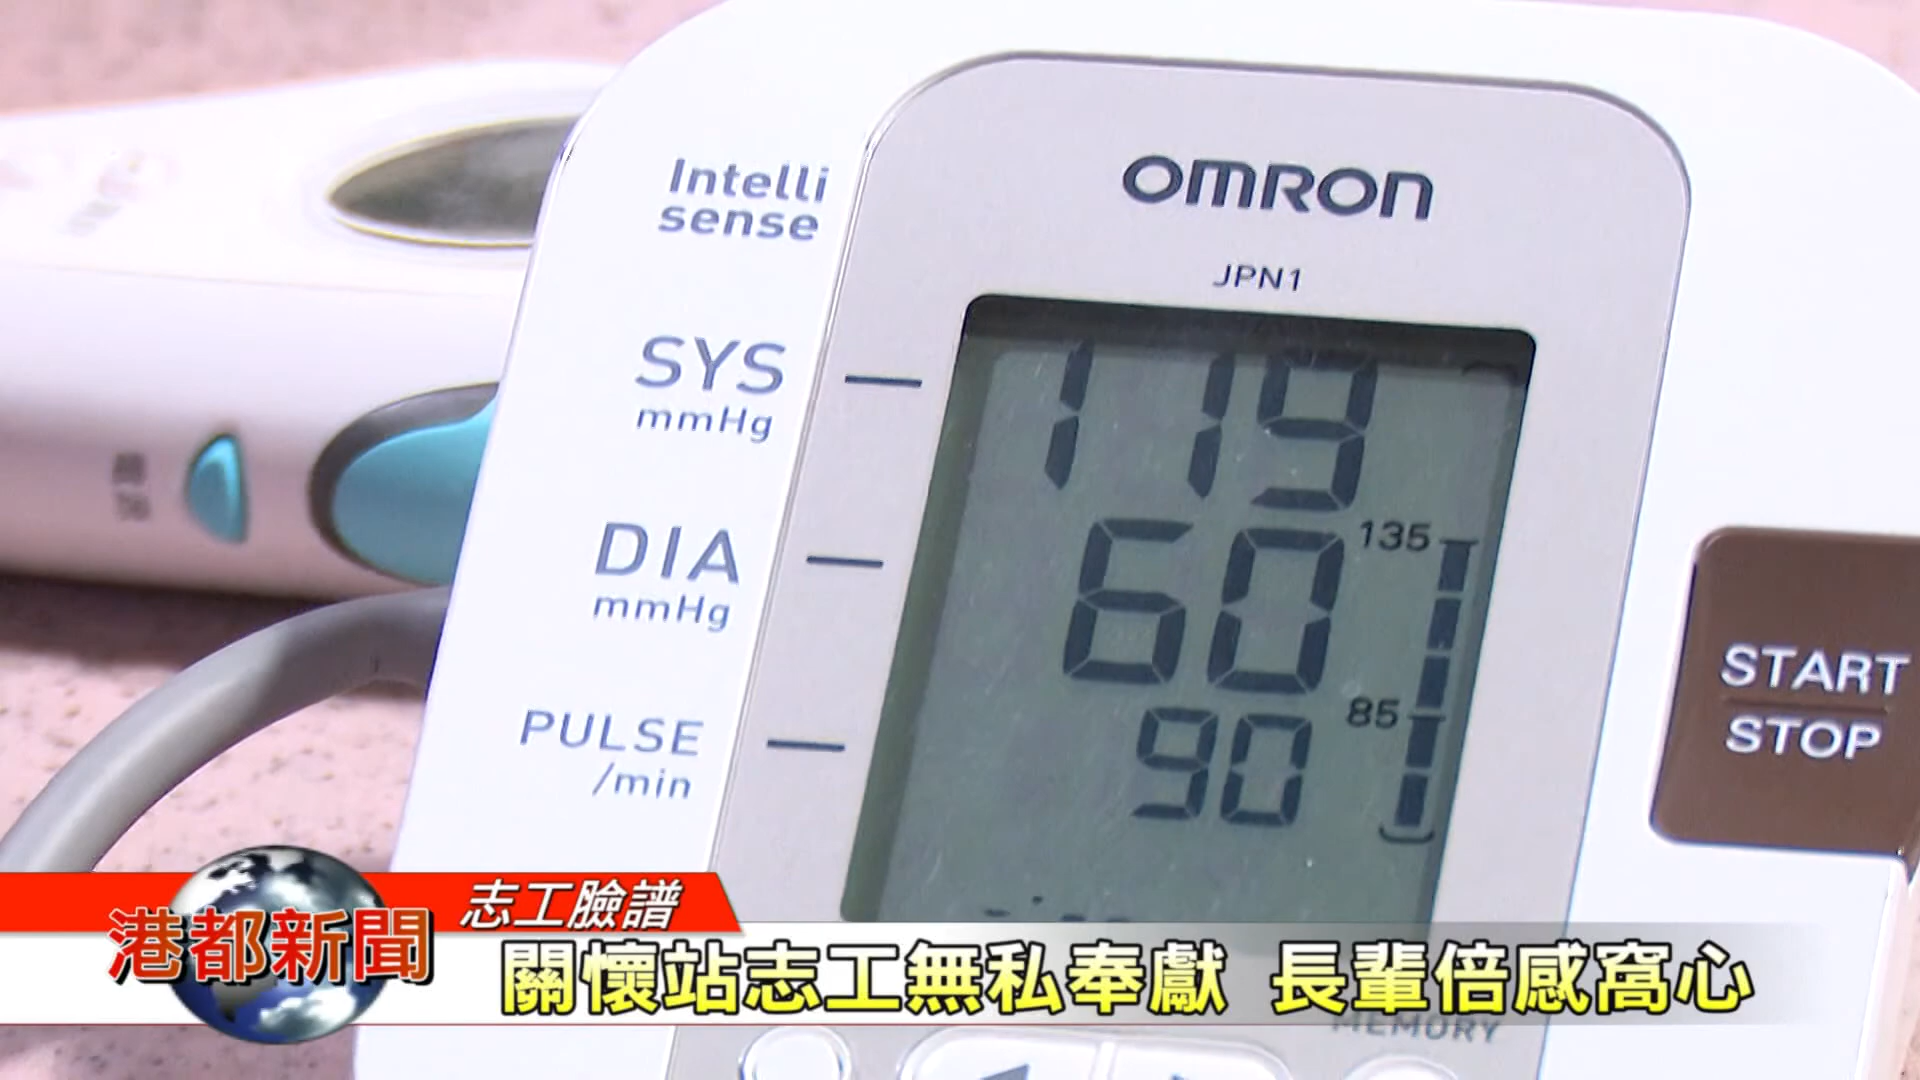 Intelli
sense
OMRON
JPN1
SYS
mmHg
119
DIA
mmHg
60
135
PULSE
/min
90
85
START
STOP
志工臉譜
港都新聞
關懷站志工無私奉獻 長輩倍感窩心
MEMORY